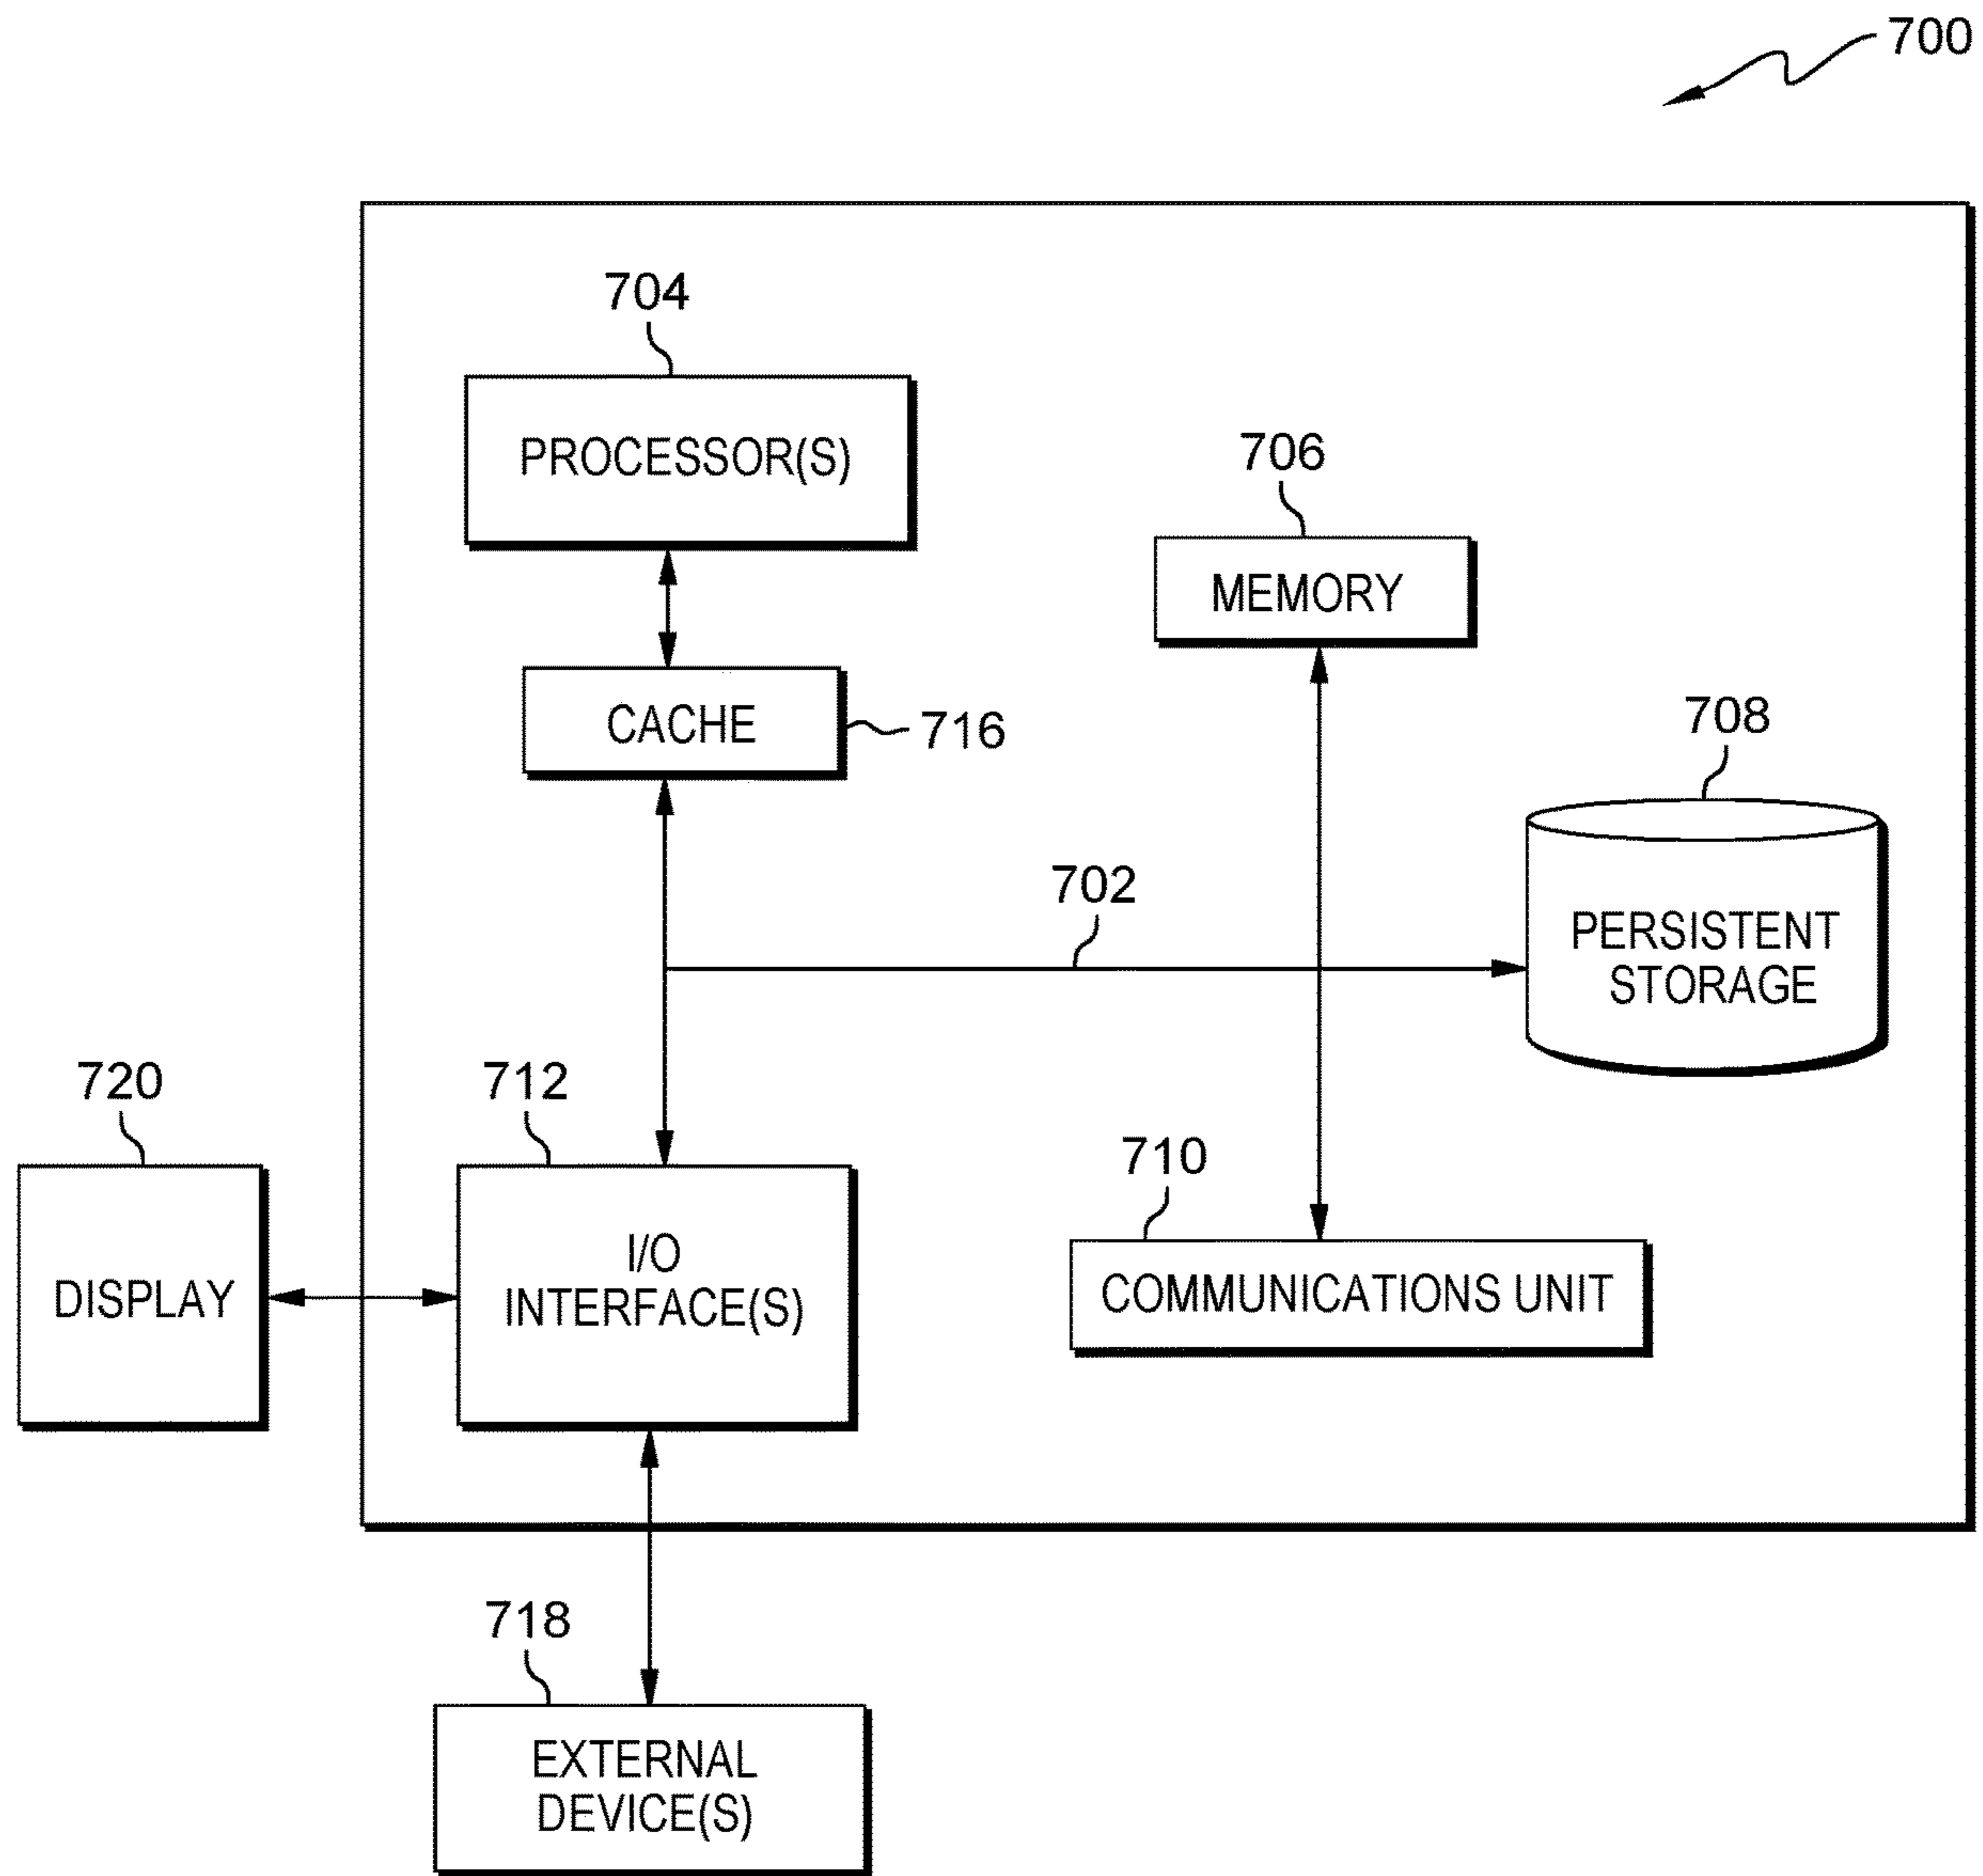 700
704
PROCESSOR(S)
706
MEMORY
CACHE
716
708
702
PERSISTENT
STORAGE
720
712
710
DISPLAY
I/O
INTERFACE(S)
COMMUNICATIONS UNIT
718
EXTERNAL
DEVICE(S)